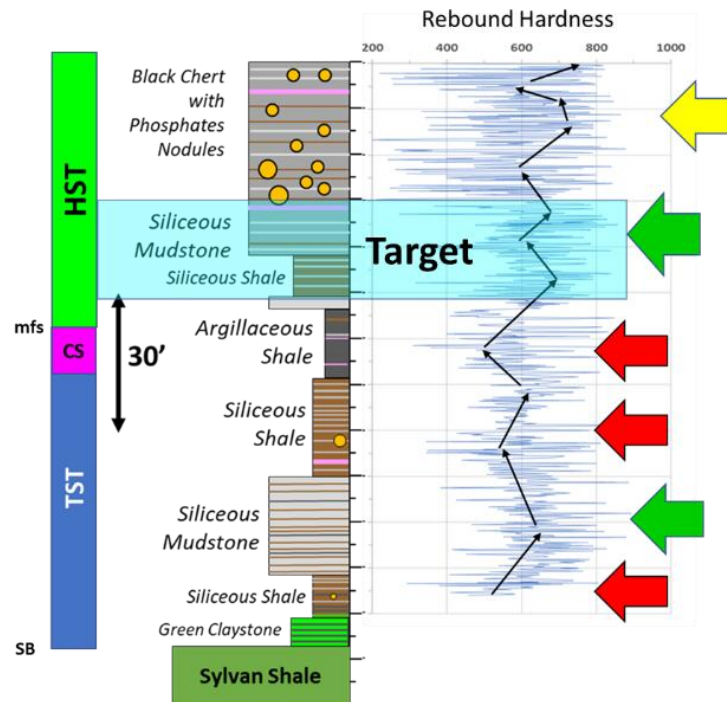 Rebound Hardness
200
400
600
800
1000
Black Chert
with
Phosphates
Nodules
HST
Siliceous
Mudstone
Target
Siliceous Shale
mfs
Argillaceous
Shale
CS
30’
Siliceous
Shale
TST
Siliceous
Mudstone
Siliceous Shale
Green Claystone
SB
Sylvan Shale